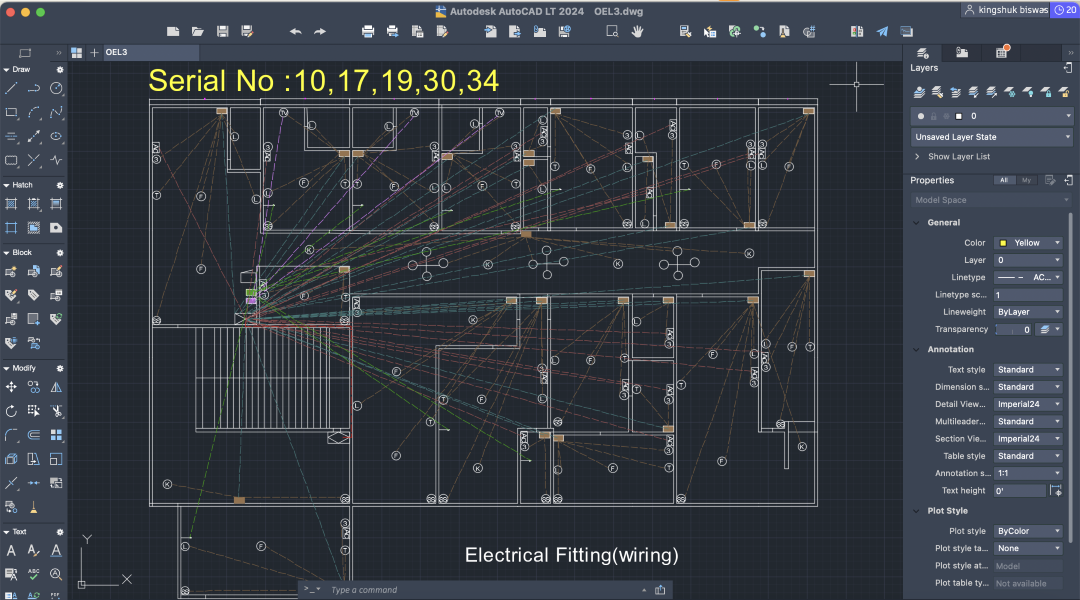 Autodesk AutoCAD LT 2024 OEL3.dwg
kingshuk biswas
20
OEL3
Serial No :10,17,19,30,34
Draw
Hatch
Block
Modify
Text
ABC
Electrical Fitting(wiring)
Y
X
>_
Type a command
Layers
0
Unsaved Layer State
Show Layer List
Properties
All
My
Model Space
General
Color Yellow
Layer 0
Linetype AC...
Linetype sc... 1
Lineweight ByLayer
Transparency 0
Annotation
Text style Standard
Dimension s... Standard
Detail View... Imperial24
Multileader... Standard
Section Vie... Imperial24
Table style Standard
Annotation s... 1:1
Text height 0'
Plot Style
Plot style ByColor
Plot style ta... None
Plot style at... Model
Plot table ty... Not available